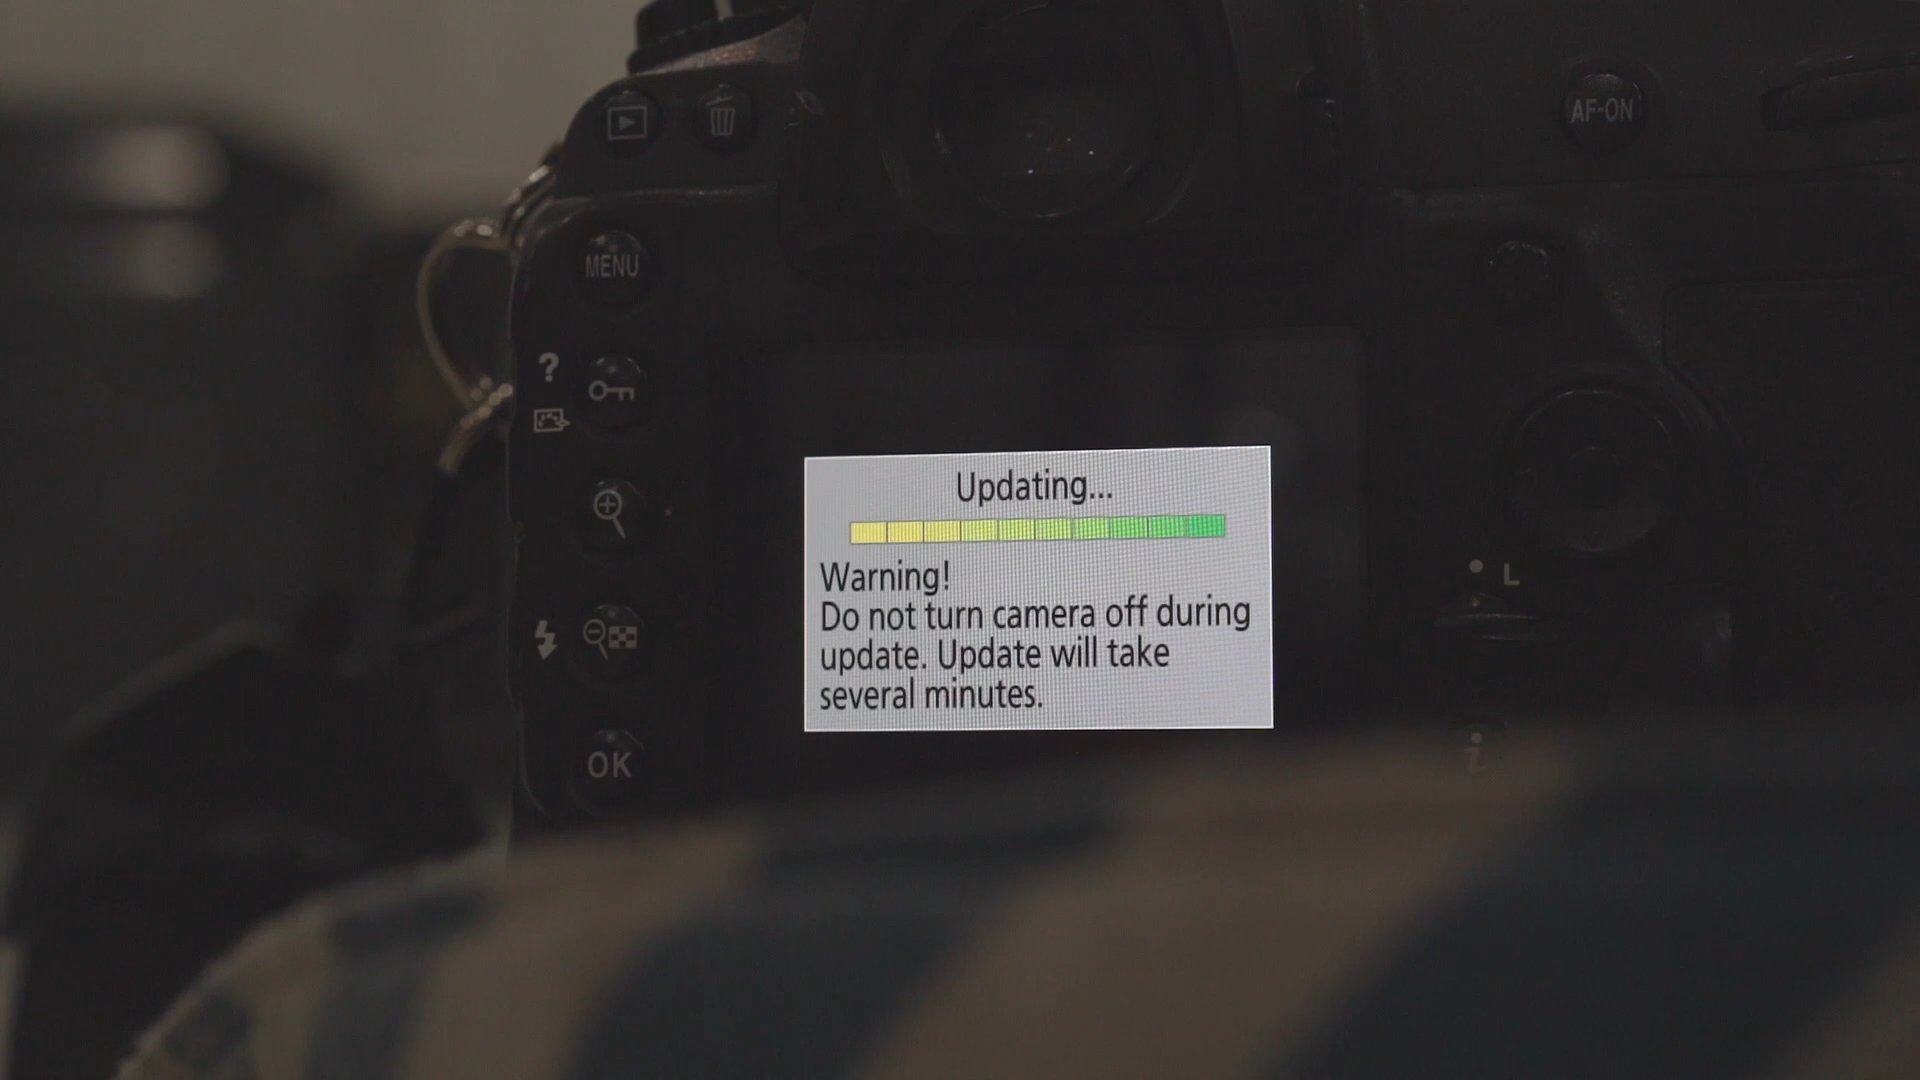 AF-ON
MENU
?
Updating...
Warning!
Do not turn camera off during
update. Update will take
several minutes.
L
OK
i